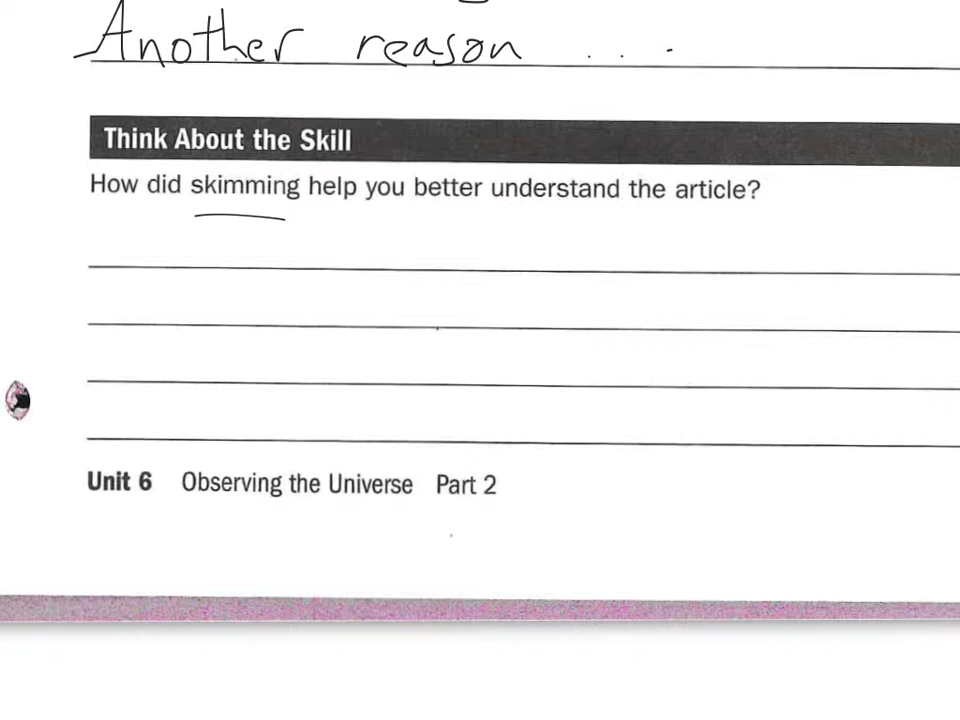 Another reason ...
Think About the Skill
How did skimming help you better understand the article?
Unit 6 Observing the Universe Part 2